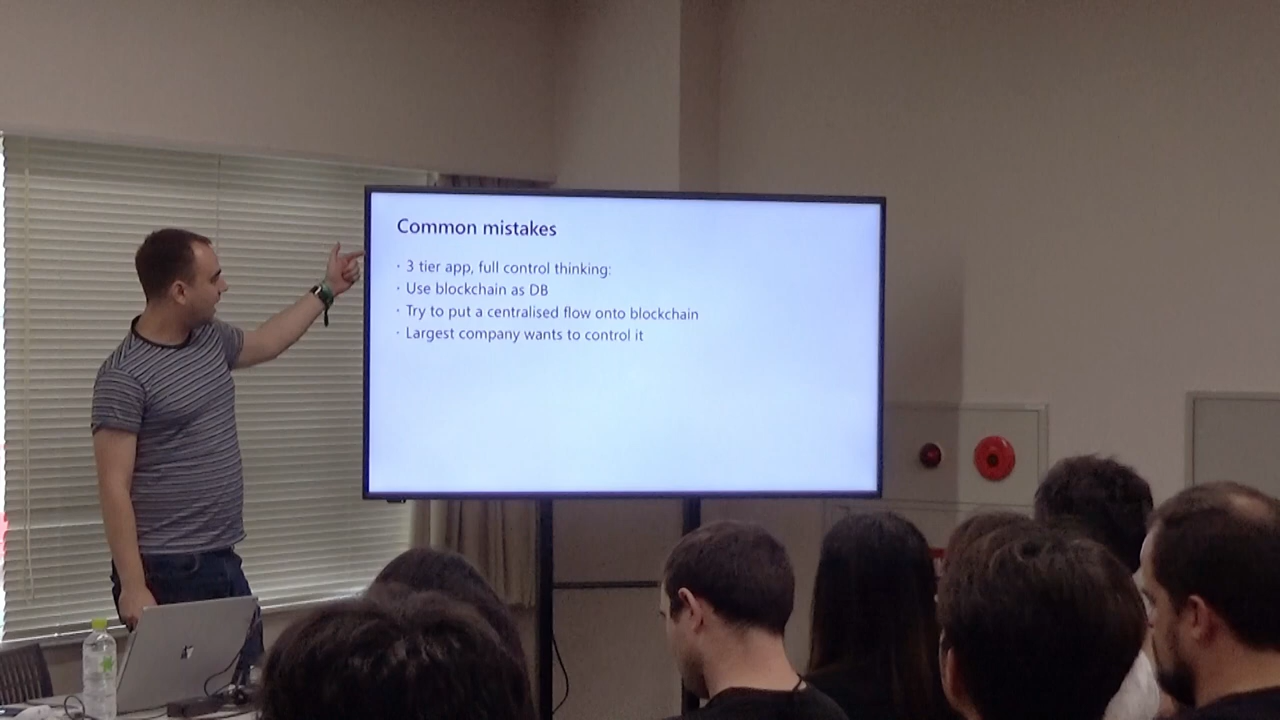 Common mistakes
· 3 tier app, full control thinking:
· Use blockchain as DB
· Try to put a centralised flow onto blockchain
· Largest company wants to control it